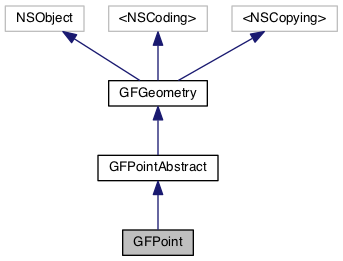 NSObject
<NSCoding>
<NSCopying>
GFGeometry
GFPointAbstract
GFPoint